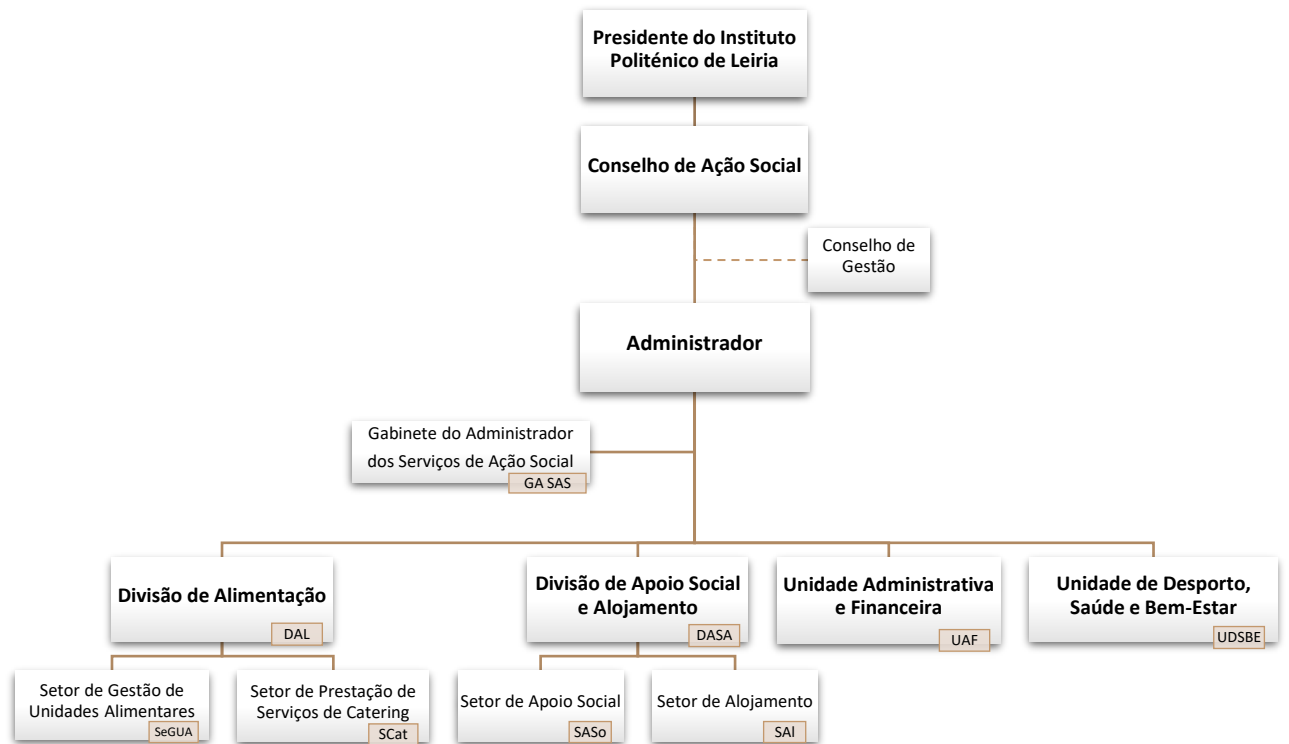 Presidente do Instituto
Politénico de Leiria
Conselho de Ação Social
Conselho de
Gestão
Administrador
Gabinete do Administrador
dos Serviços de Ação Social
GA SAS
Divisão de Alimentação
DAL
Divisão de Apoio Social
e Alojamento
DASA
Unidade Administrativa
e Financeira
UAF
Unidade de Desporto,
Saúde e Bem-Estar
UDSBE
Setor de Gestão de
Unidades Alimentares
SeGUA
Setor de Prestação de
Serviços de Catering
SCat
Setor de Apoio Social
SASo
Setor de Alojamento
SAl